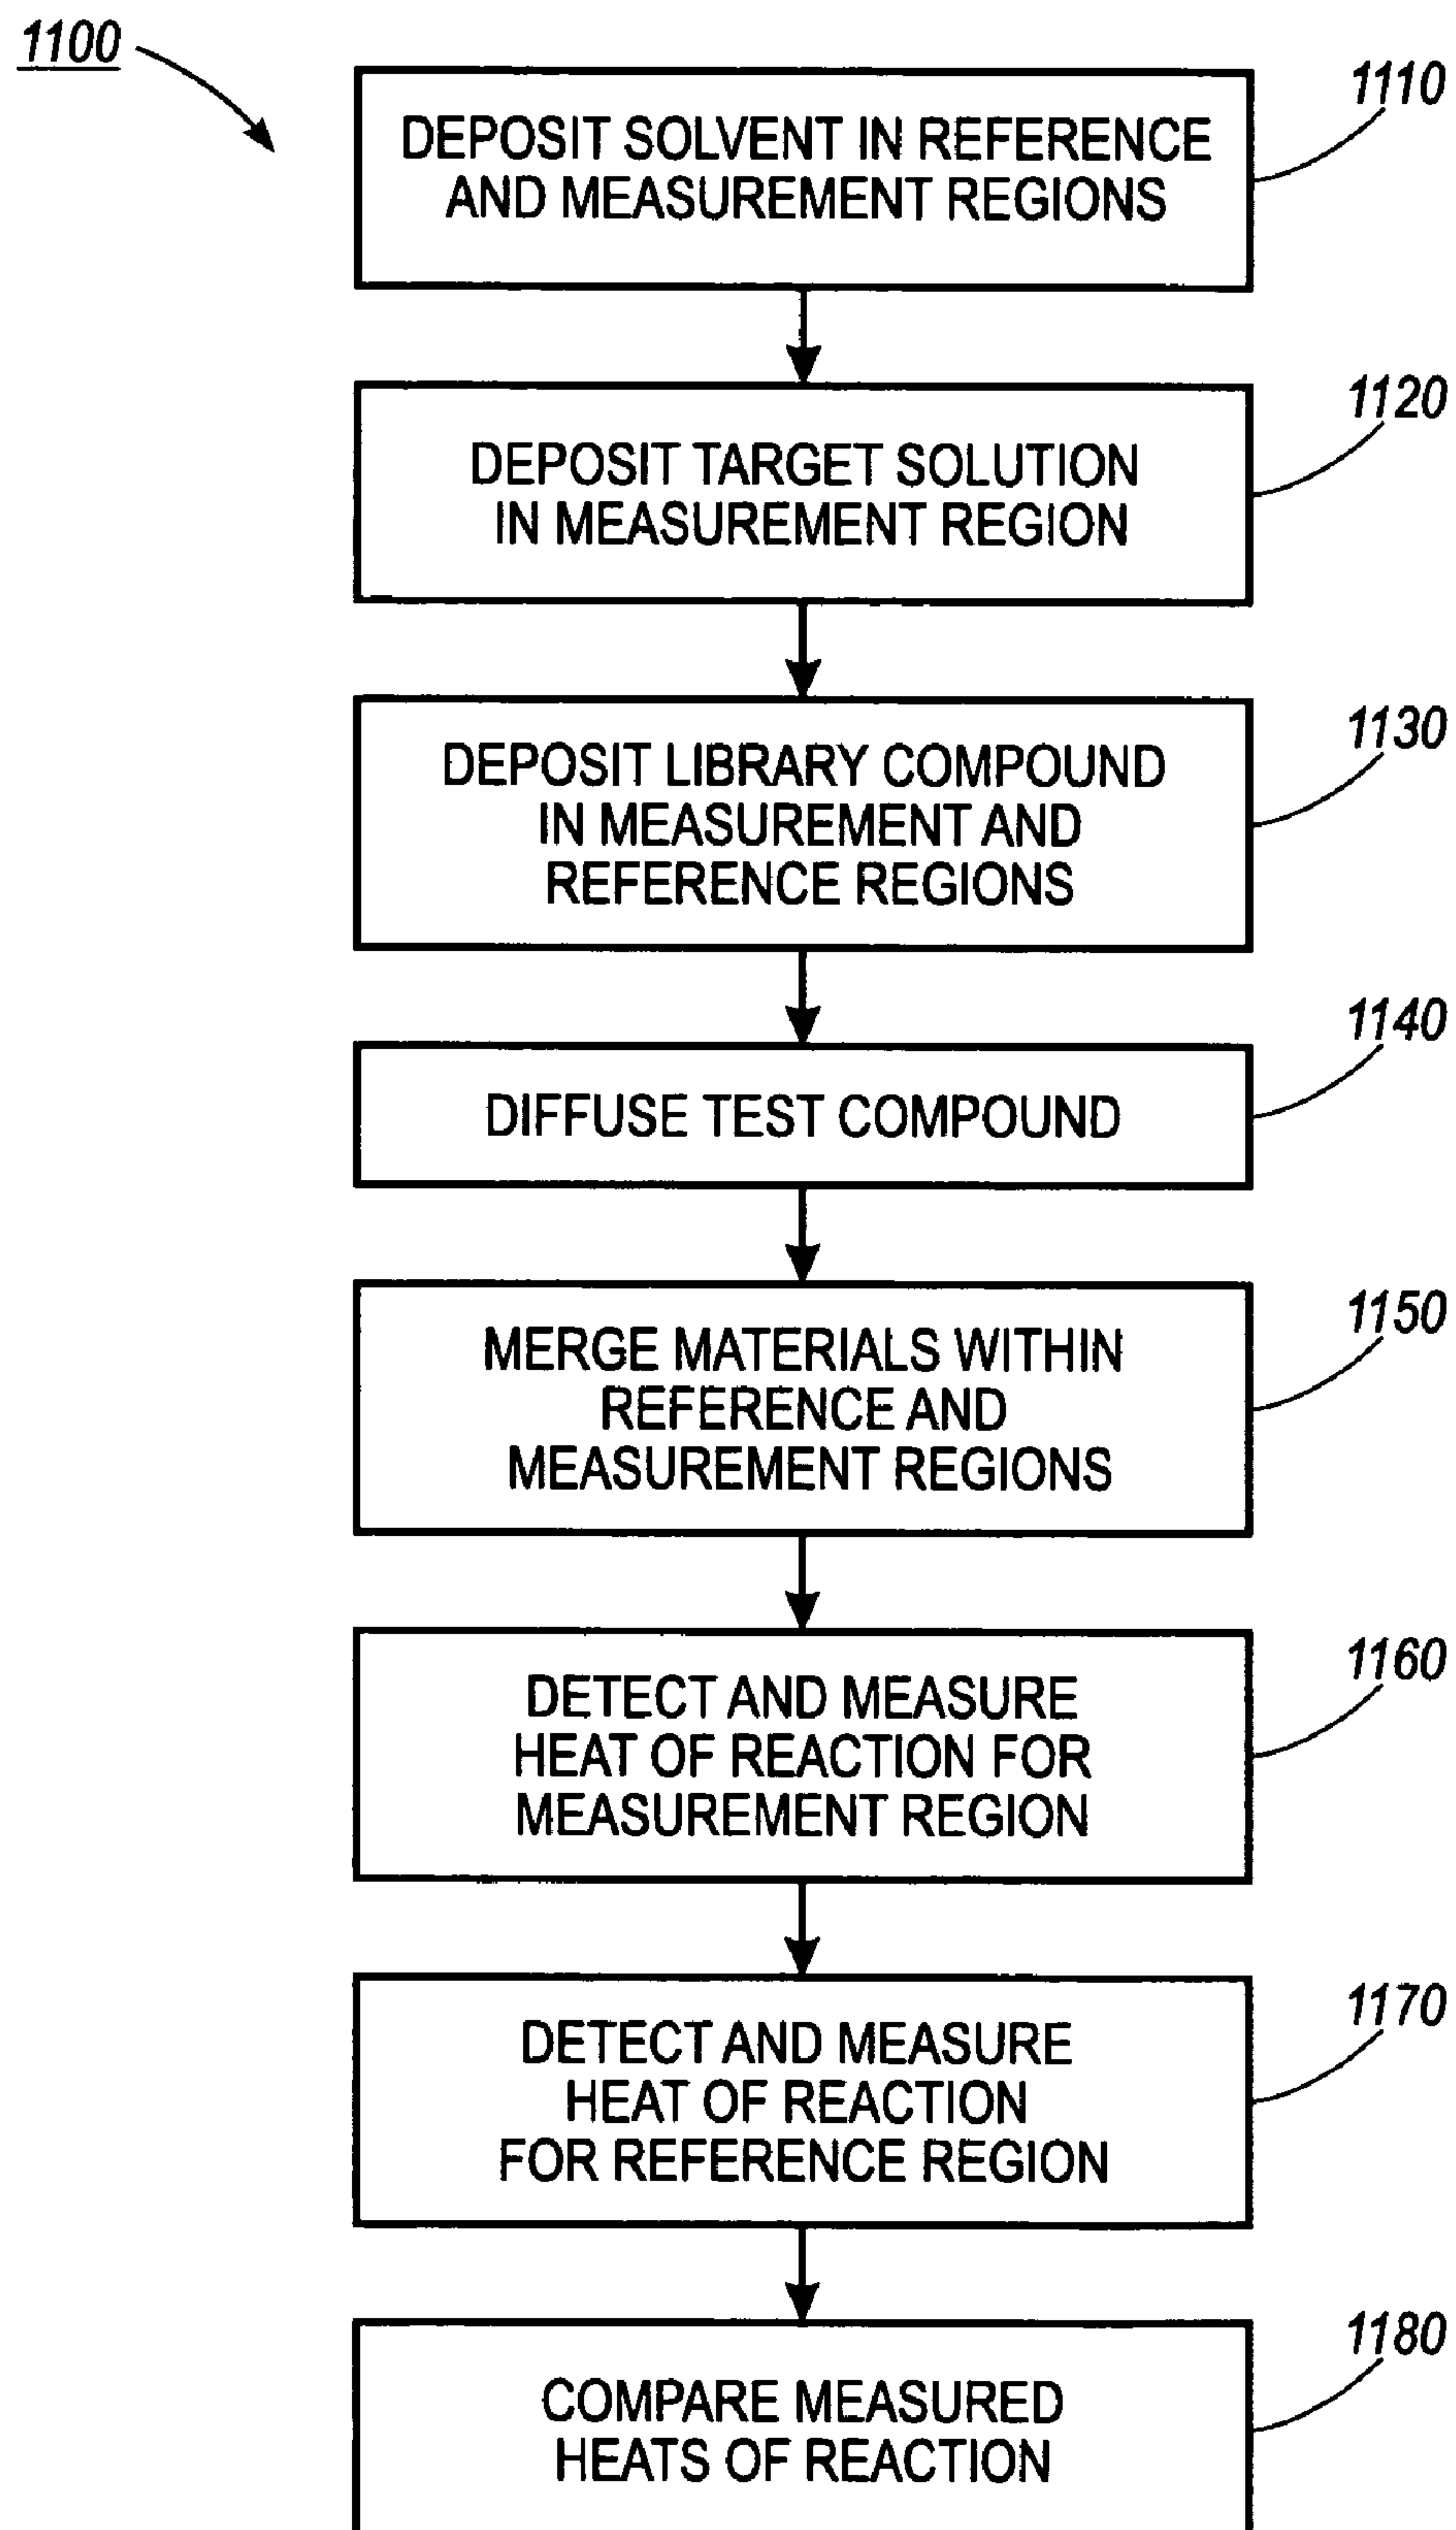 1100
1110
DEPOSIT SOLVENT IN REFERENCE
AND MEASUREMENT REGIONS
1120
DEPOSIT TARGET SOLUTION
IN MEASUREMENT REGION
1130
DEPOSIT LIBRARY COMPOUND
IN MEASUREMENT AND
REFERENCE REGIONS
1140
DIFFUSE TEST COMPOUND
1150
MERGE MATERIALS WITHIN
REFERENCE AND
MEASUREMENT REGIONS
1160
DETECT AND MEASURE
HEAT OF REACTION FOR
MEASUREMENT REGION
1170
DETECT AND MEASURE
HEAT OF REACTION
FOR REFERENCE REGION
1180
COMPARE MEASURED
HEATS OF REACTION